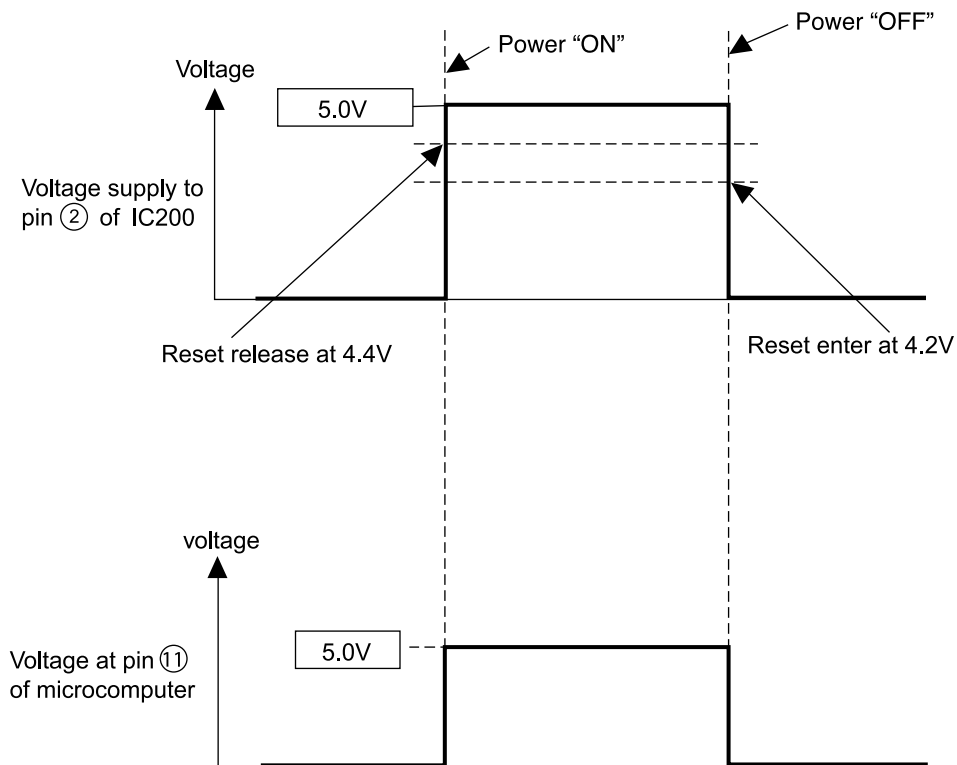 Power “ON”
Power “OFF”
Voltage
5.0V
Voltage supply to
pin ② of IC200
Reset release at 4.4V
Reset enter at 4.2V
voltage
5.0V
Voltage at pin ⑪
of microcomputer